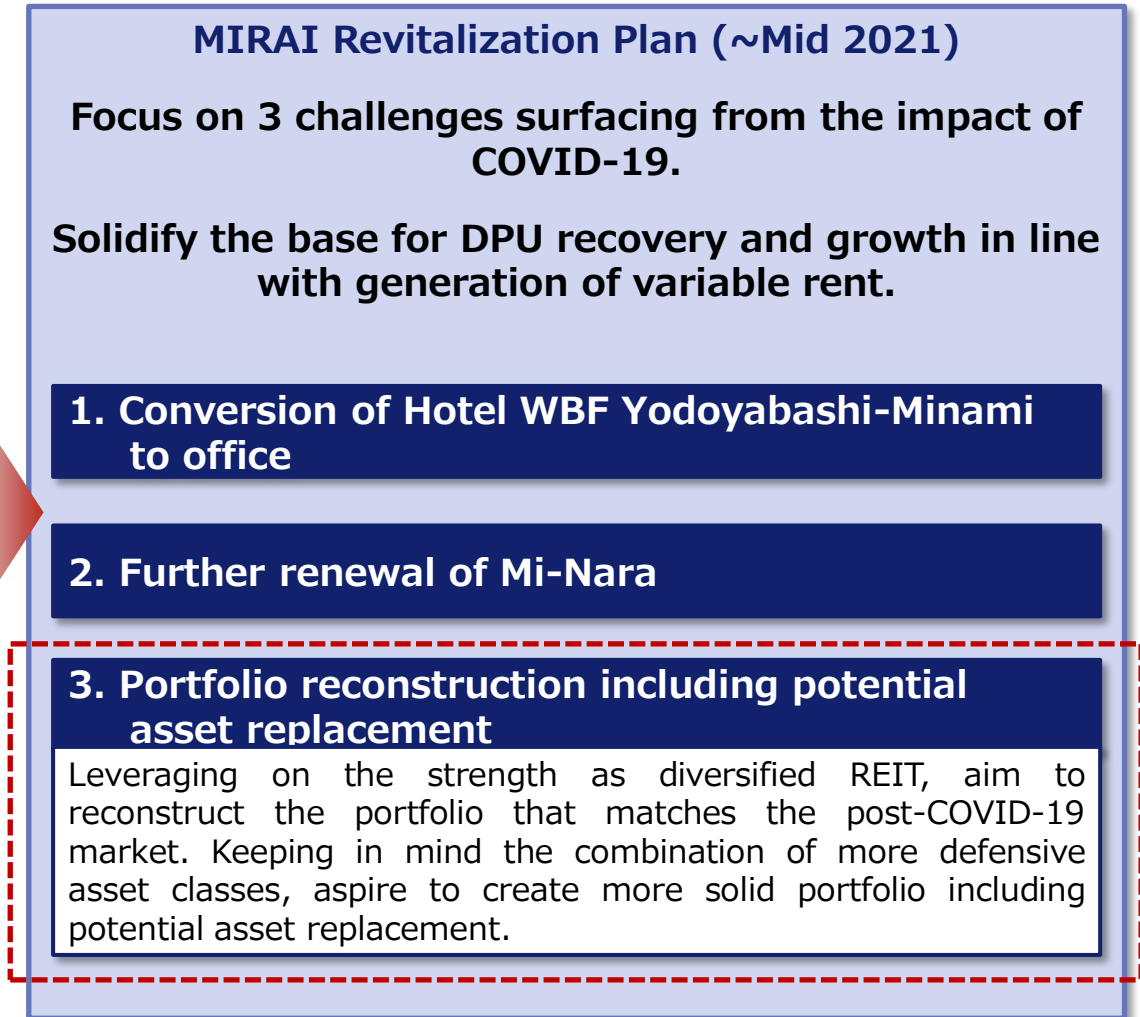 MIRAI Revitalization Plan (~Mid 2021)
Focus on 3 challenges surfacing from the impact of
COVID-19.
Solidify the base for DPU recovery and growth in line
with generation of variable rent.
1. Conversion of Hotel WBF Yodoyabashi-Minami
to office
2. Further renewal of Mi-Nara
3. Portfolio reconstruction including potential
asset replacement
Leveraging on the strength as diversified REIT, aim to
reconstruct the portfolio that matches the post-COVID-19
market. Keeping in mind the combination of more defensive
asset classes, aspire to create more solid portfolio including
potential asset replacement.